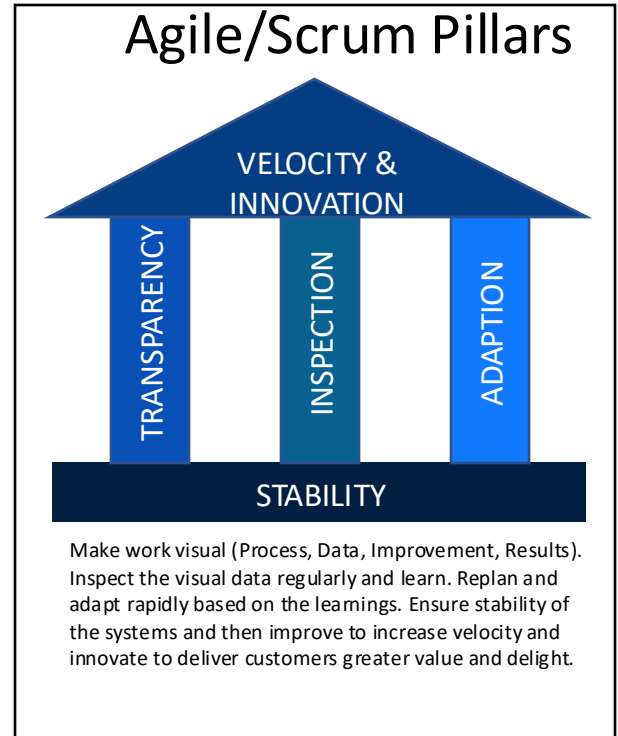 Agile/Scrum Pillars
VELOCITY &
INNOVATION
TRANSPARENCY
INSPECTION
ADAPTION
STABILITY
Make work visual (Process, Data, Improvement, Results).
Inspect the visual data regularly and learn. Replan and
adapt rapidly based on the learnings. Ensure stability of
the systems and then improve to increase velocity and
innovate to deliver customers greater value and delight.